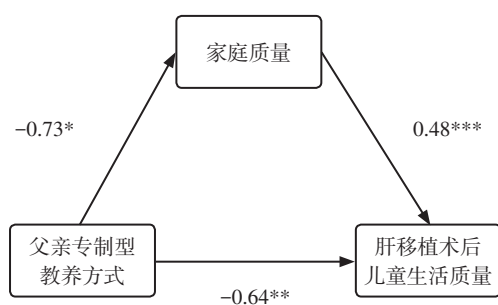 家庭质量
−0.73*
0.48***
父亲专制型
教养方式
肝移植术后
儿童生活质量
−0.64**